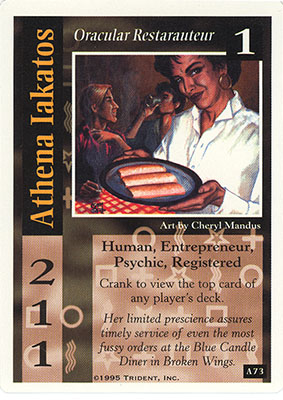 Oracular Restarauteur
1
Athena Iakatos
Art by Cheryl Mandus
2
1
1
Human, Entrepreneur,
Psychic, Registered
Crank to view the top card of
any player's deck.
Her limited prescience assures
timely service of even the most
fussy orders at the Blue Candle
Diner in Broken Wings.
©1995 TRIDENT, INC.
A73